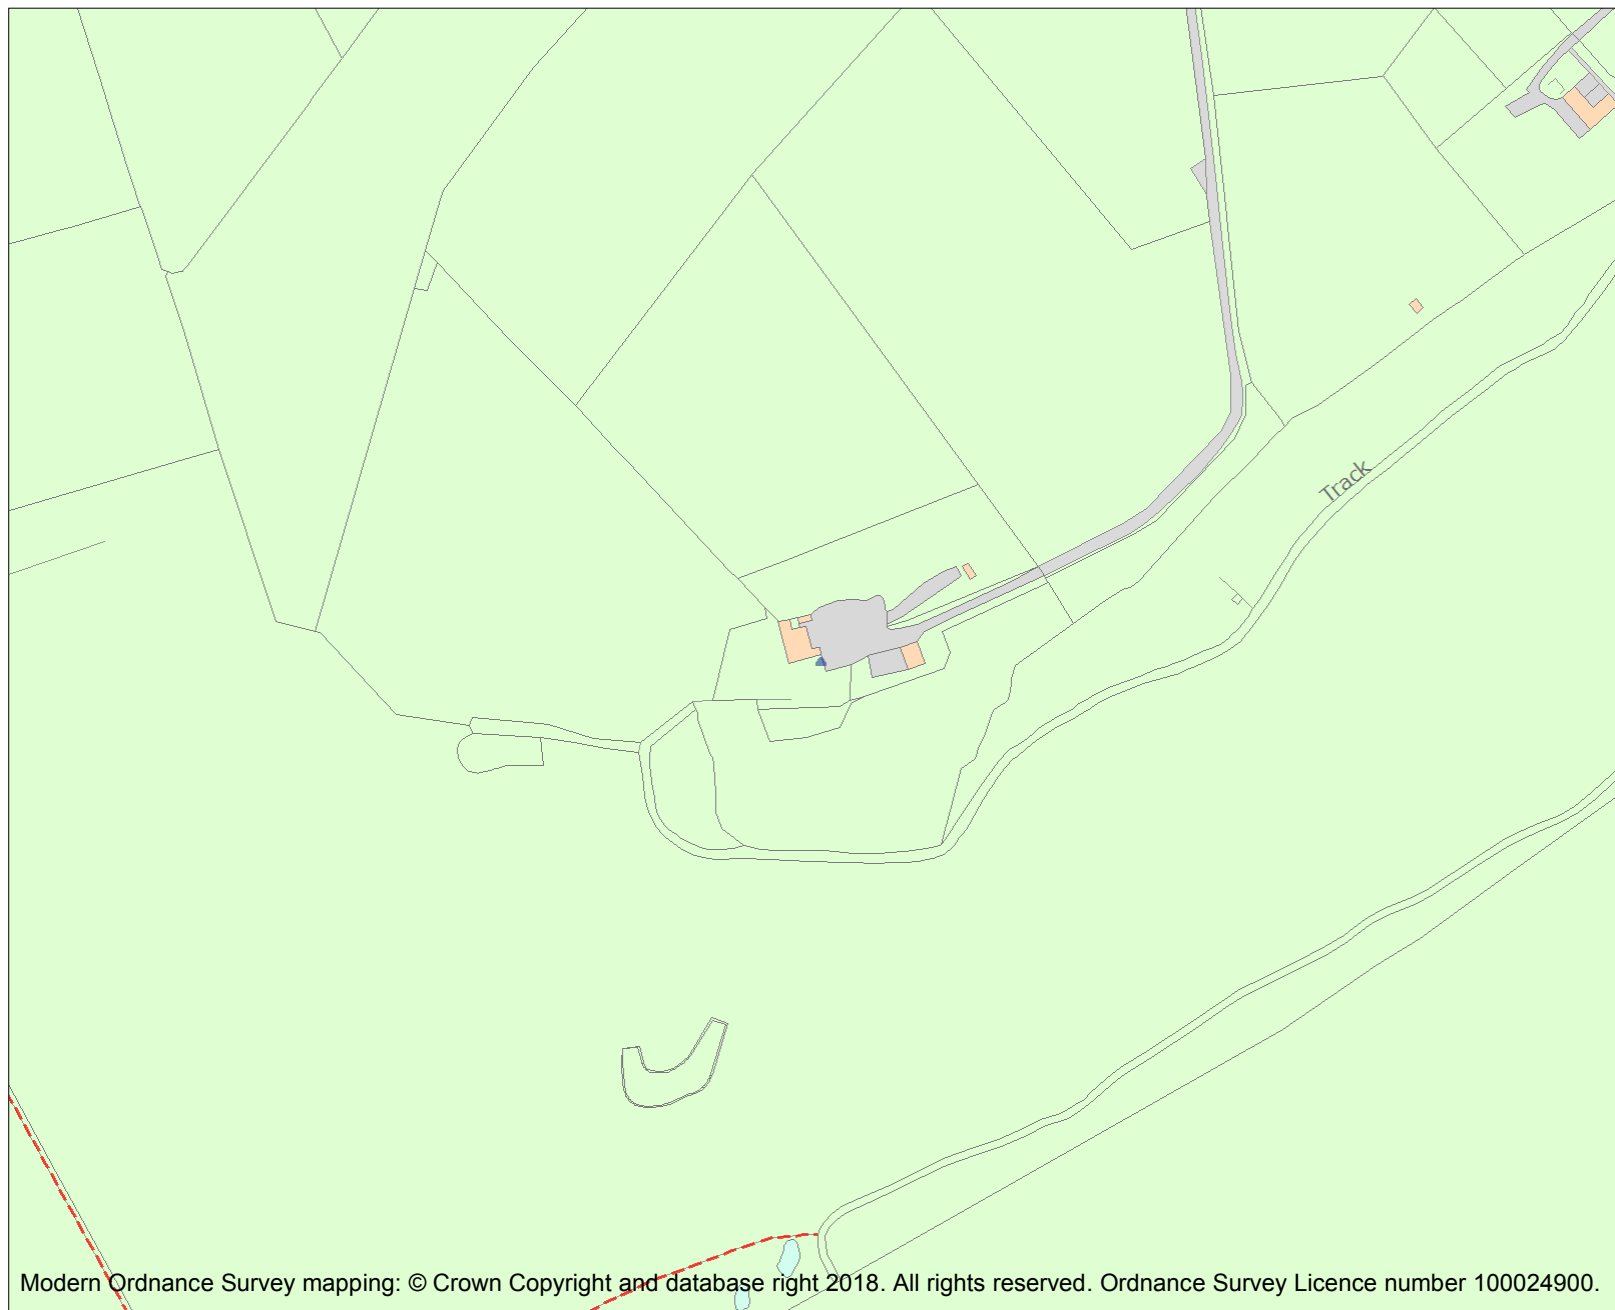 Track
Modern Ordnance Survey mapping: © Crown Copyright and database right 2018. All rights reserved. Ordnance Survey Licence number 100024900.